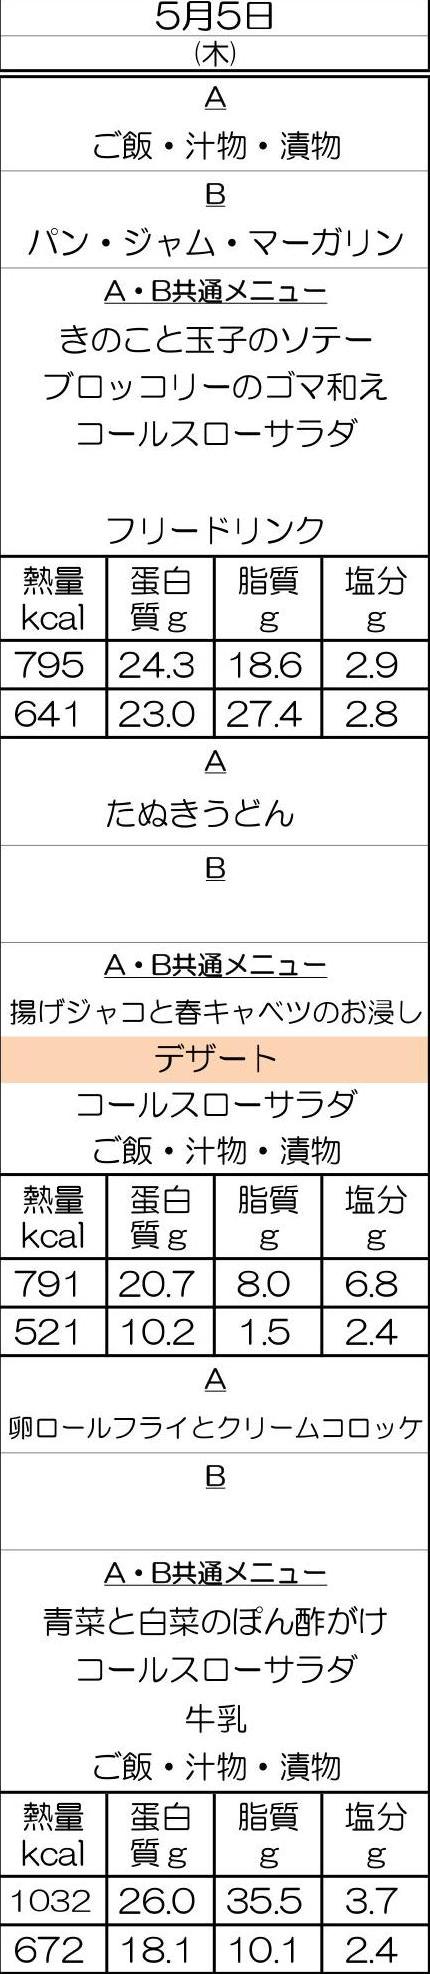 5月5日
(木)
A
ご飯・汁物・漬物
B
パン・ジャム・マーガリン
A・B共通メニュー
きのこと玉子のソテー
ブロッコリーのゴマ和え
コールスローサラダ
フリードリンク
熱量 蛋白 脂質 塩分
kcal 質g g g
795 24.3 18.6 2.9
641 23.0 27.4 2.8
A
たぬきうどん
B
A・B共通メニュー
揚げジャコと春キャベツのお浸し
デザート
コールスローサラダ
ご飯・汁物・漬物
熱量 蛋白 脂質 塩分
kcal 質g g g
791 20.7 8.0 6.8
521 10.2 1.5 2.4
A
卵ロールフライとクリームコロッケ
B
A・B共通メニュー
青菜と白菜のぽん酢がけ
コールスローサラダ
牛乳
ご飯・汁物・漬物
熱量 蛋白 脂質 塩分
kcal 質g g g
1032 26.0 35.5 3.7
672 18.1 10.1 2.4